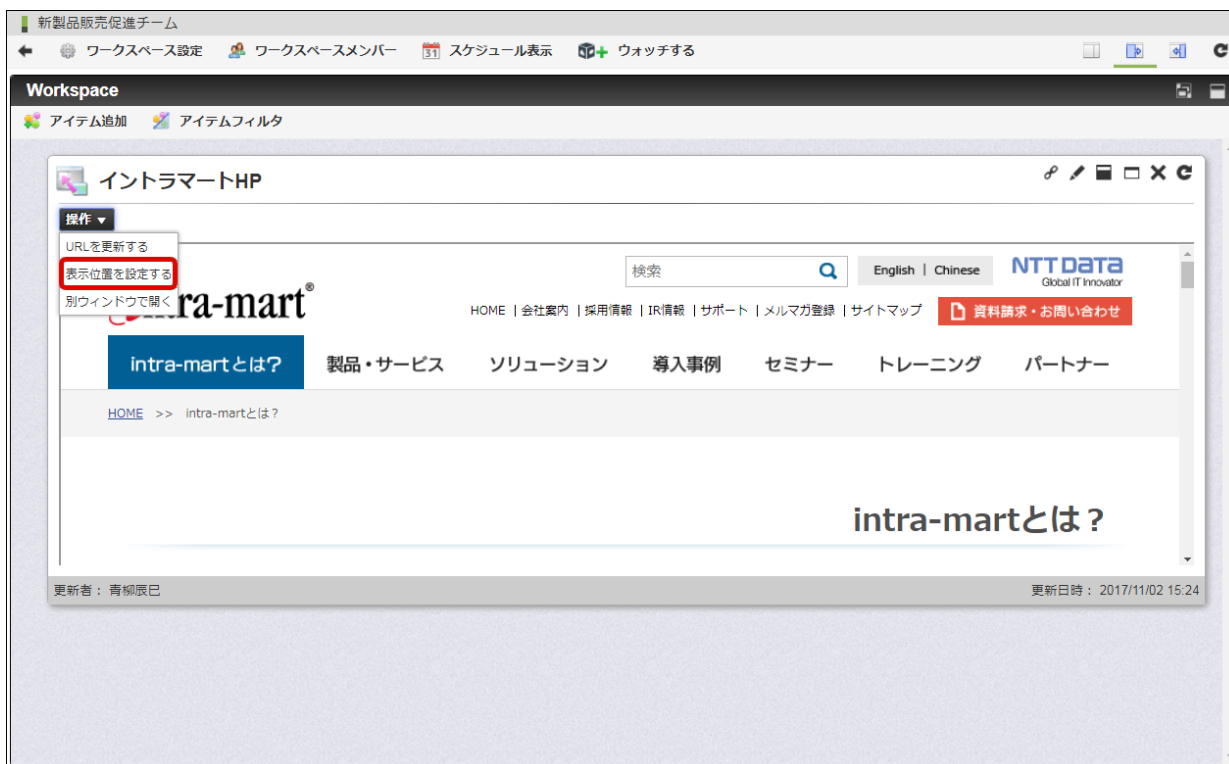 新製品販売促進チーム
ワークスペース設定 ワークスペースメンバー 31 スケジュール表示 ウォッチする
Workspace
アイテム追加 アイテムフィルタ
イントラマートHP
操作 ▼
URLを更新する
表示位置を設定する
別ウィンドウで開く
検索 English | Chinese NTT DATA
Global IT Innovator
ra-mart®
HOME | 会社案内 | 採用情報 | IR情報 | サポート | メルマガ登録 | サイトマップ 資料請求・お問い合わせ
intra-martとは? 製品・サービス ソリューション 導入事例 セミナー トレーニング パートナー
HOME >> intra-martとは?
intra-martとは?
更新者: 青柳辰巳 更新日時: 2017/11/02 15:24